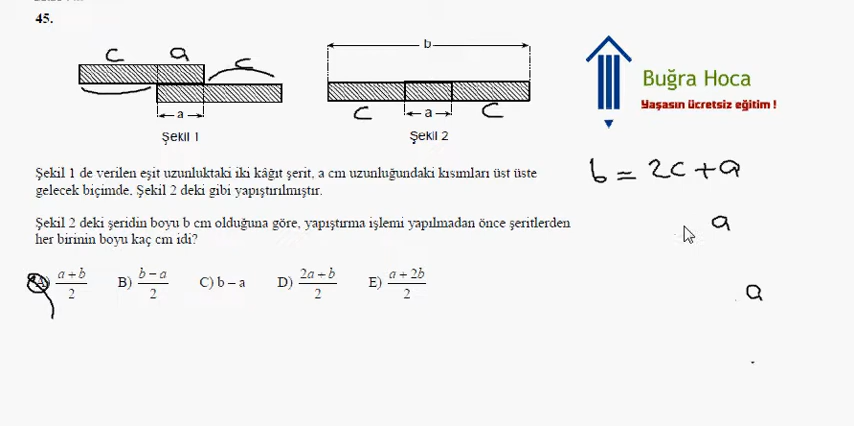 45.
c a c
b
a
c a c
Şekil 1
Şekil 2
Buğra Hoca
Yaşasın ücretsiz eğitim !
Şekil 1 de verilen eşit uzunluktaki iki kâğıt şerit, a cm uzunluğundaki kısımları üst üste
gelecek biçimde, Şekil 2 deki gibi yapıştırılmıştır.
b = 2c + a
Şekil 2 deki şeridin boyu b cm olduğuna göre, yapıştırma işlemi yapılmadan önce şeritlerden
her birinin boyu kaç cm idi?
a
A) a + b / 2 B) b – a / 2 C) b – a D) 2a + b / 2 E) a + 2b / 2
a